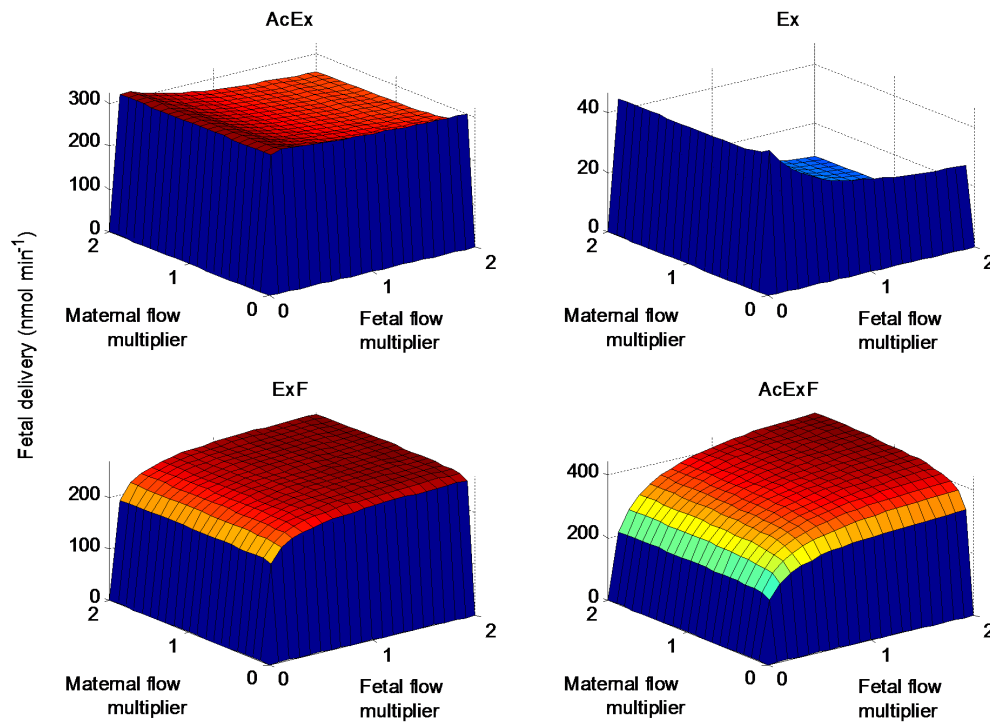 AcEx
Ex
300
200
100
0
2
1
0
0
1
2
Maternal flow
multiplier
Fetal flow
multiplier
40
20
0
2
1
0
0
1
2
Maternal flow
multiplier
Fetal flow
multiplier
Fetal delivery (nmol min⁻¹)
ExF
AcExF
200
100
0
2
1
0
0
1
2
Maternal flow
multiplier
Fetal flow
multiplier
400
200
0
2
1
0
0
1
2
Maternal flow
multiplier
Fetal flow
multiplier